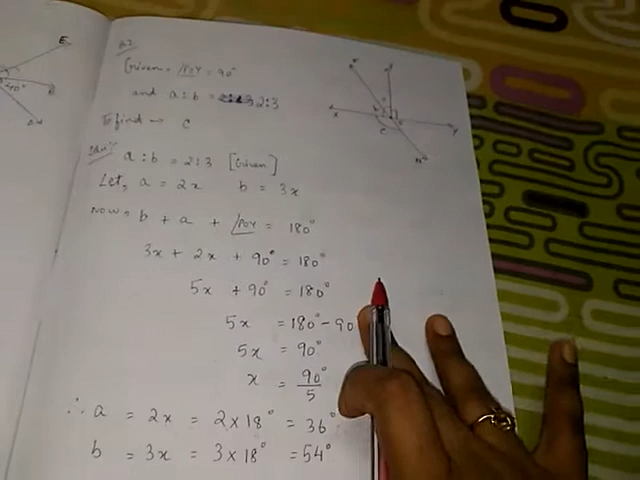 Given = ∠POY = 90°
and a:b = 2:3
To find → c
a:b = 2:3 [Given]
Let, a = 2x b = 3x
NOW = b + a + ∠POY = 180°
3x + 2x + 90° = 180°
5x + 90° = 180°
5x = 180° - 90
5x = 90°
x = 90°/5
∴ a = 2x = 2×18° = 36°
b = 3x = 3×18° = 54°